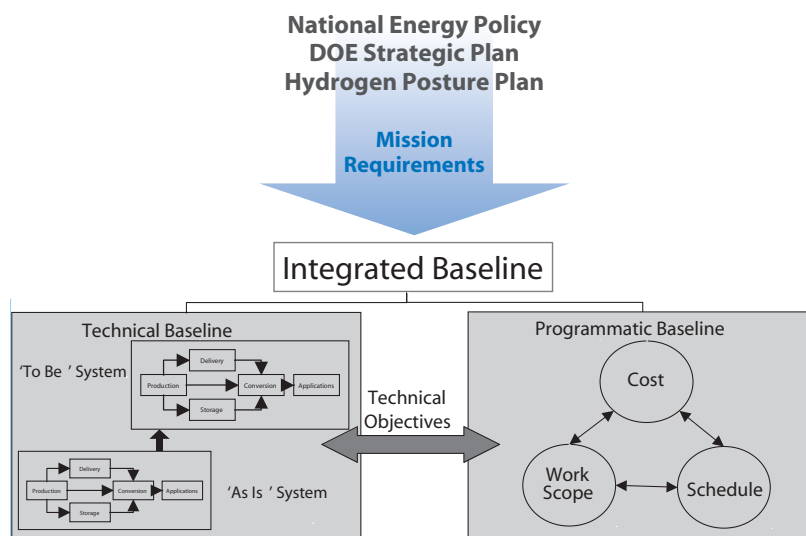 National Energy Policy
DOE Strategic Plan
Hydrogen Posture Plan
Mission
Requirements
Integrated Baseline
Technical Baseline
'To Be ' System
Delivery
Production
Conversion
Applications
Storage
Delivery
Production
Conversion
Applications
Storage
'As Is ' System
Technical
Objectives
Programmatic Baseline
Cost
Work
Scope
Schedule